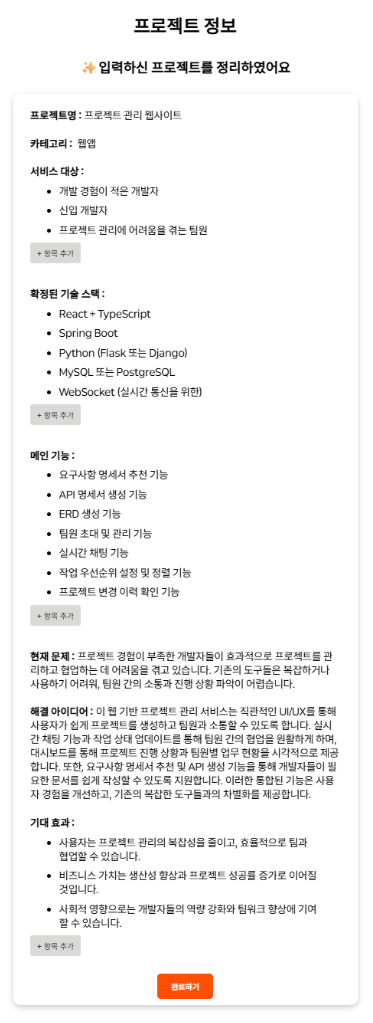 프로젝트 정보
✨ 입력하신 프로젝트를 정리하였어요
프로젝트명 : 프로젝트 관리 웹사이트
카테고리 : 웹앱
서비스 대상 :
• 개발 경험이 적은 개발자
• 신입 개발자
• 프로젝트 관리에 어려움을 겪는 팀원
+ 항목 추가
확정된 기술 스택 :
• React + TypeScript
• Spring Boot
• Python (Flask 또는 Django)
• MySQL 또는 PostgreSQL
• WebSocket (실시간 통신을 위한)
+ 항목 추가
메인 기능 :
• 요구사항 명세서 추천 기능
• API 명세서 생성 기능
• ERD 생성 기능
• 팀원 초대 및 관리 기능
• 실시간 채팅 기능
• 작업 우선순위 설정 및 정렬 기능
• 프로젝트 변경 이력 확인 기능
+ 항목 추가
현재 문제 : 프로젝트 경험이 부족한 개발자들이 효과적으로 프로젝트를 관
리하고 협업하는 데 어려움을 겪고 있습니다. 기존의 도구들은 복잡하거나
사용하기 어려워, 팀원 간의 소통과 진행 상황 파악이 어렵습니다.
해결 아이디어 : 이 웹 기반 프로젝트 관리 서비스는 직관적인 UI/UX를 통해
사용자가 쉽게 프로젝트를 생성하고 팀원과 소통할 수 있도록 합니다. 실시
간 채팅 기능과 작업 상태 업데이트를 통해 팀원 간의 협업을 원활하게 하며,
대시보드를 통해 프로젝트 진행 상황과 팀원별 업무 현황을 시각적으로 제공
합니다. 또한, 요구사항 명세서 추천 및 API 생성 기능을 통해 개발자들이 필
요한 문서를 쉽게 작성할 수 있도록 지원합니다. 이러한 통합된 기능은 사용
자 경험을 개선하고, 기존의 복잡한 도구들과의 차별화를 제공합니다.
기대 효과 :
• 사용자는 프로젝트 관리의 복잡성을 줄이고, 효율적으로 팀과
협업할 수 있습니다.
• 비즈니스 가치는 생산성 향상과 프로젝트 성공률 증가로 이어질
것입니다.
• 사회적 영향으로는 개발자들의 역량 강화와 팀워크 향상에 기여
할 수 있습니다.
+ 항목 추가
완료하기